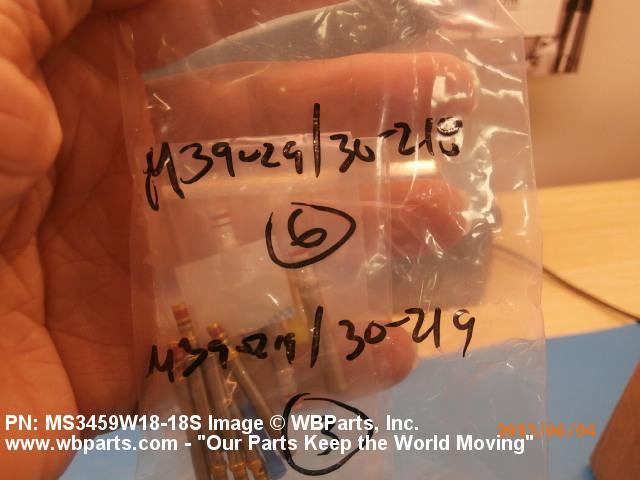 M39029/30-218
6
M39029/30-219
PN: MS3459W18-18S Image © WBParts, Inc.
www.wbparts.com - "Our Parts Keep the World Moving"